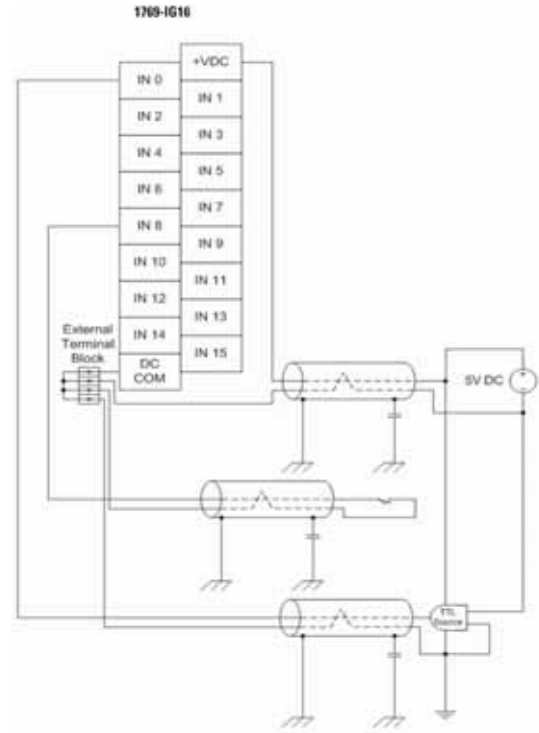 1769-IG16
+VDC
IN 0
IN 1
IN 2
IN 3
IN 4
IN 5
IN 6
IN 7
IN 8
IN 9
IN 10
IN 11
IN 12
IN 13
IN 14
IN 15
DC
COM
External
Terminal
Block
5V DC
TTL
Source